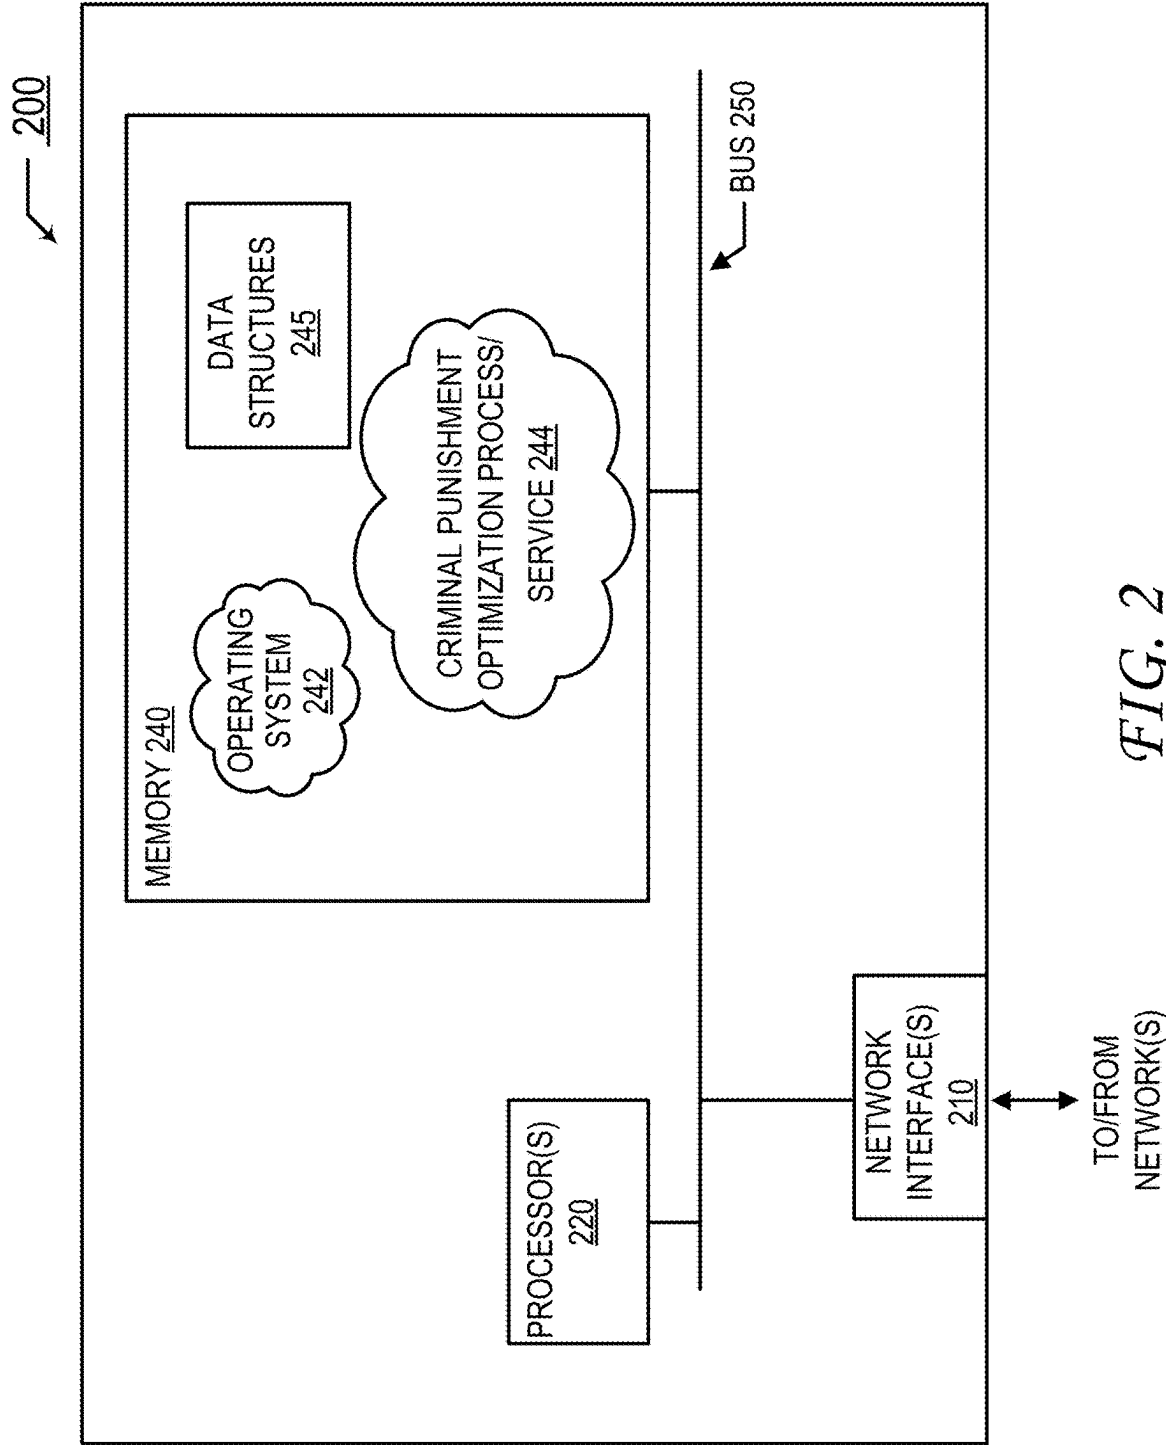 200
MEMORY 240
OPERATING
SYSTEM
242
DATA
STRUCTURES
245
CRIMINAL PUNISHMENT
OPTIMIZATION PROCESS/
SERVICE 244
PROCESSOR(S)
220
BUS 250
NETWORK
INTERFACE(S)
210
TO/FROM
NETWORK(S)
FIG. 2